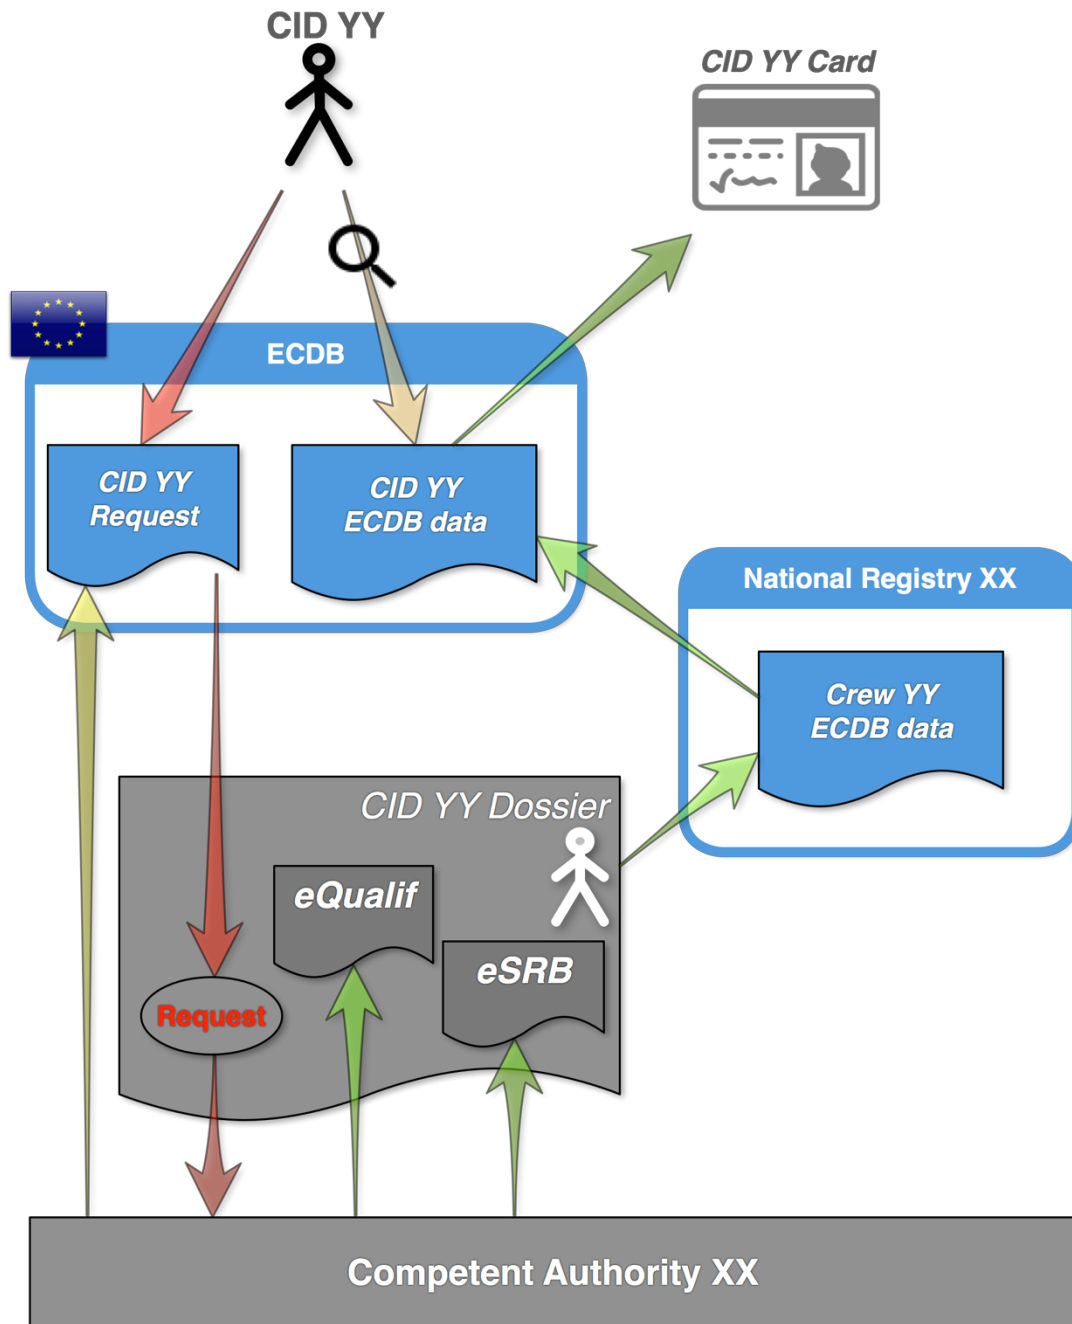 CID YY
CID YY Card
ECDB
CID YY
Request
CID YY
ECDB data
National Registry XX
Crew YY
ECDB data
CID YY Dossier
eQualif
eSRB
Request
Competent Authority XX